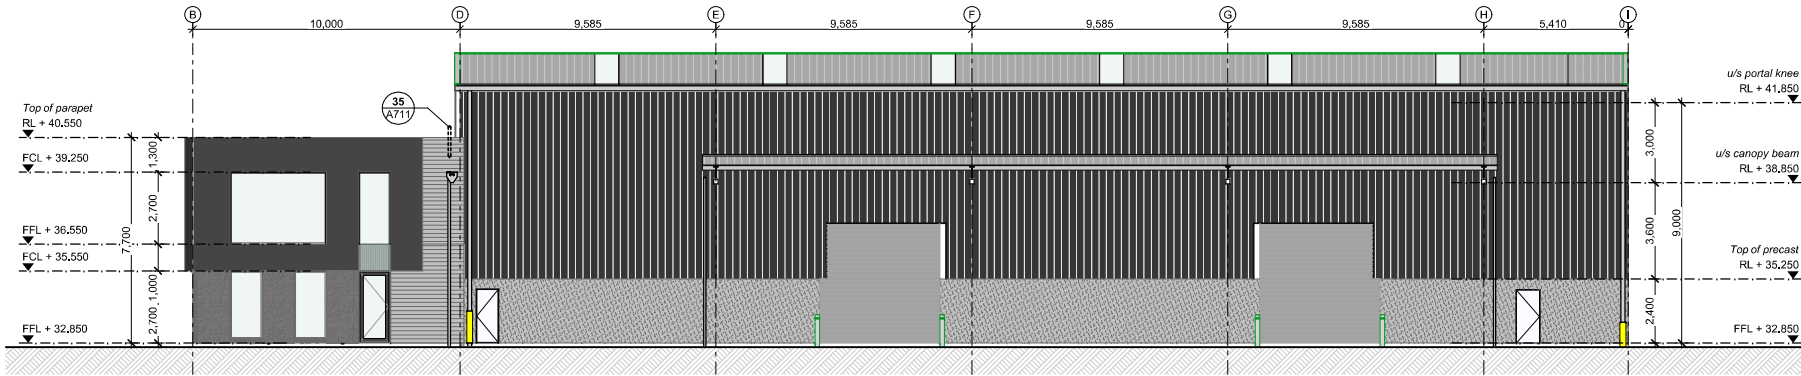 B
D
E
F
G
H
I
10,000
9,585
9,585
9,585
9,585
5,410
0
35
A711
Top of parapet
RL + 40.550
FCL + 39.250
FFL + 36.550
FCL + 35.550
FFL + 32.850
7,700
1,300
2,700
1,000
2,700
u/s portal knee
RL + 41.850
u/s canopy beam
RL + 38.850
Top of precast
RL + 35.250
FFL + 32.850
3,000
3,600
2,400
9,000